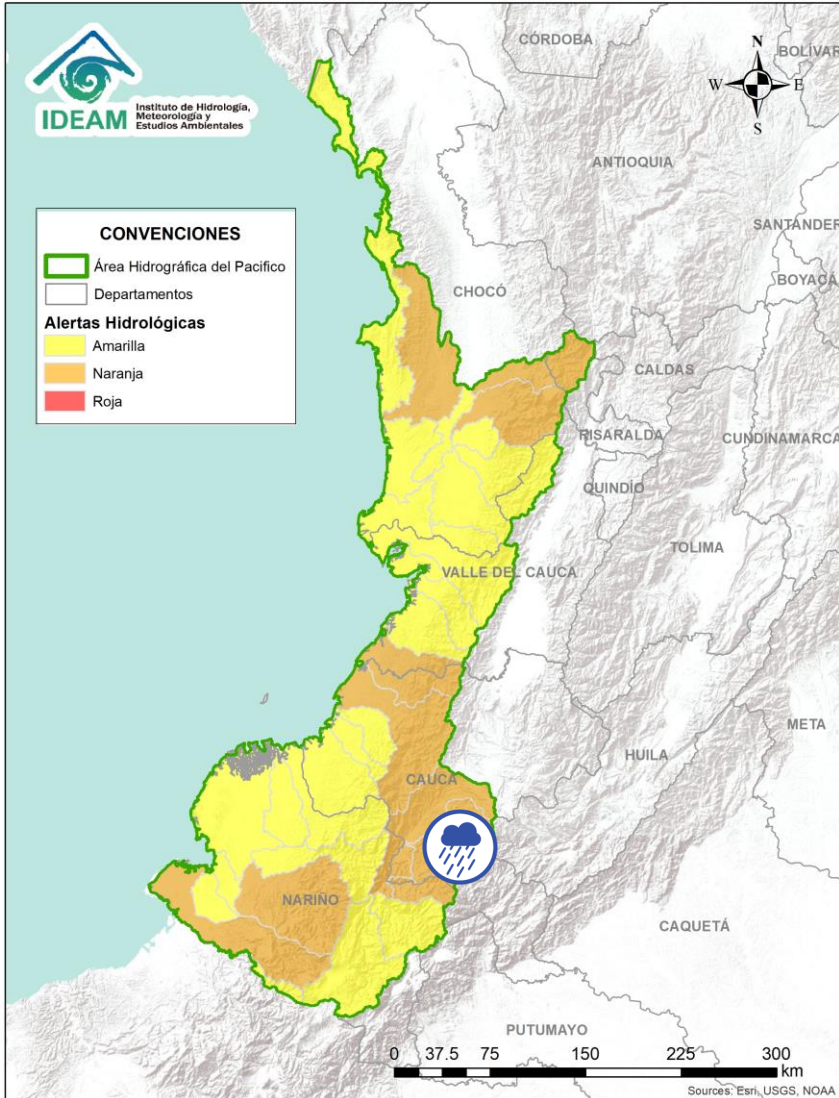 IDEAM
Instituto de Hidrología,
Meteorología y
Estudios Ambientales
N
W
E
S
CÓRDOBA
BOLÍVAR
ANTIOQUIA
SANTANDER
BOYACÁ
CHOCÓ
CALDAS
RISARALDA
CUNDINAMARCA
QUINDÍO
TOLIMA
VALLE DEL CAUCA
META
HUILA
CAUCA
NARIÑO
CAQUETÁ
PUTUMAYO
CONVENCIONES
Área Hidrográfica del Pacifico
Departamentos
Alertas Hidrológicas
Amarilla
Naranja
Roja
0 37.5 75 150 225 300
km
Sources: Esri, USGS, NOAA